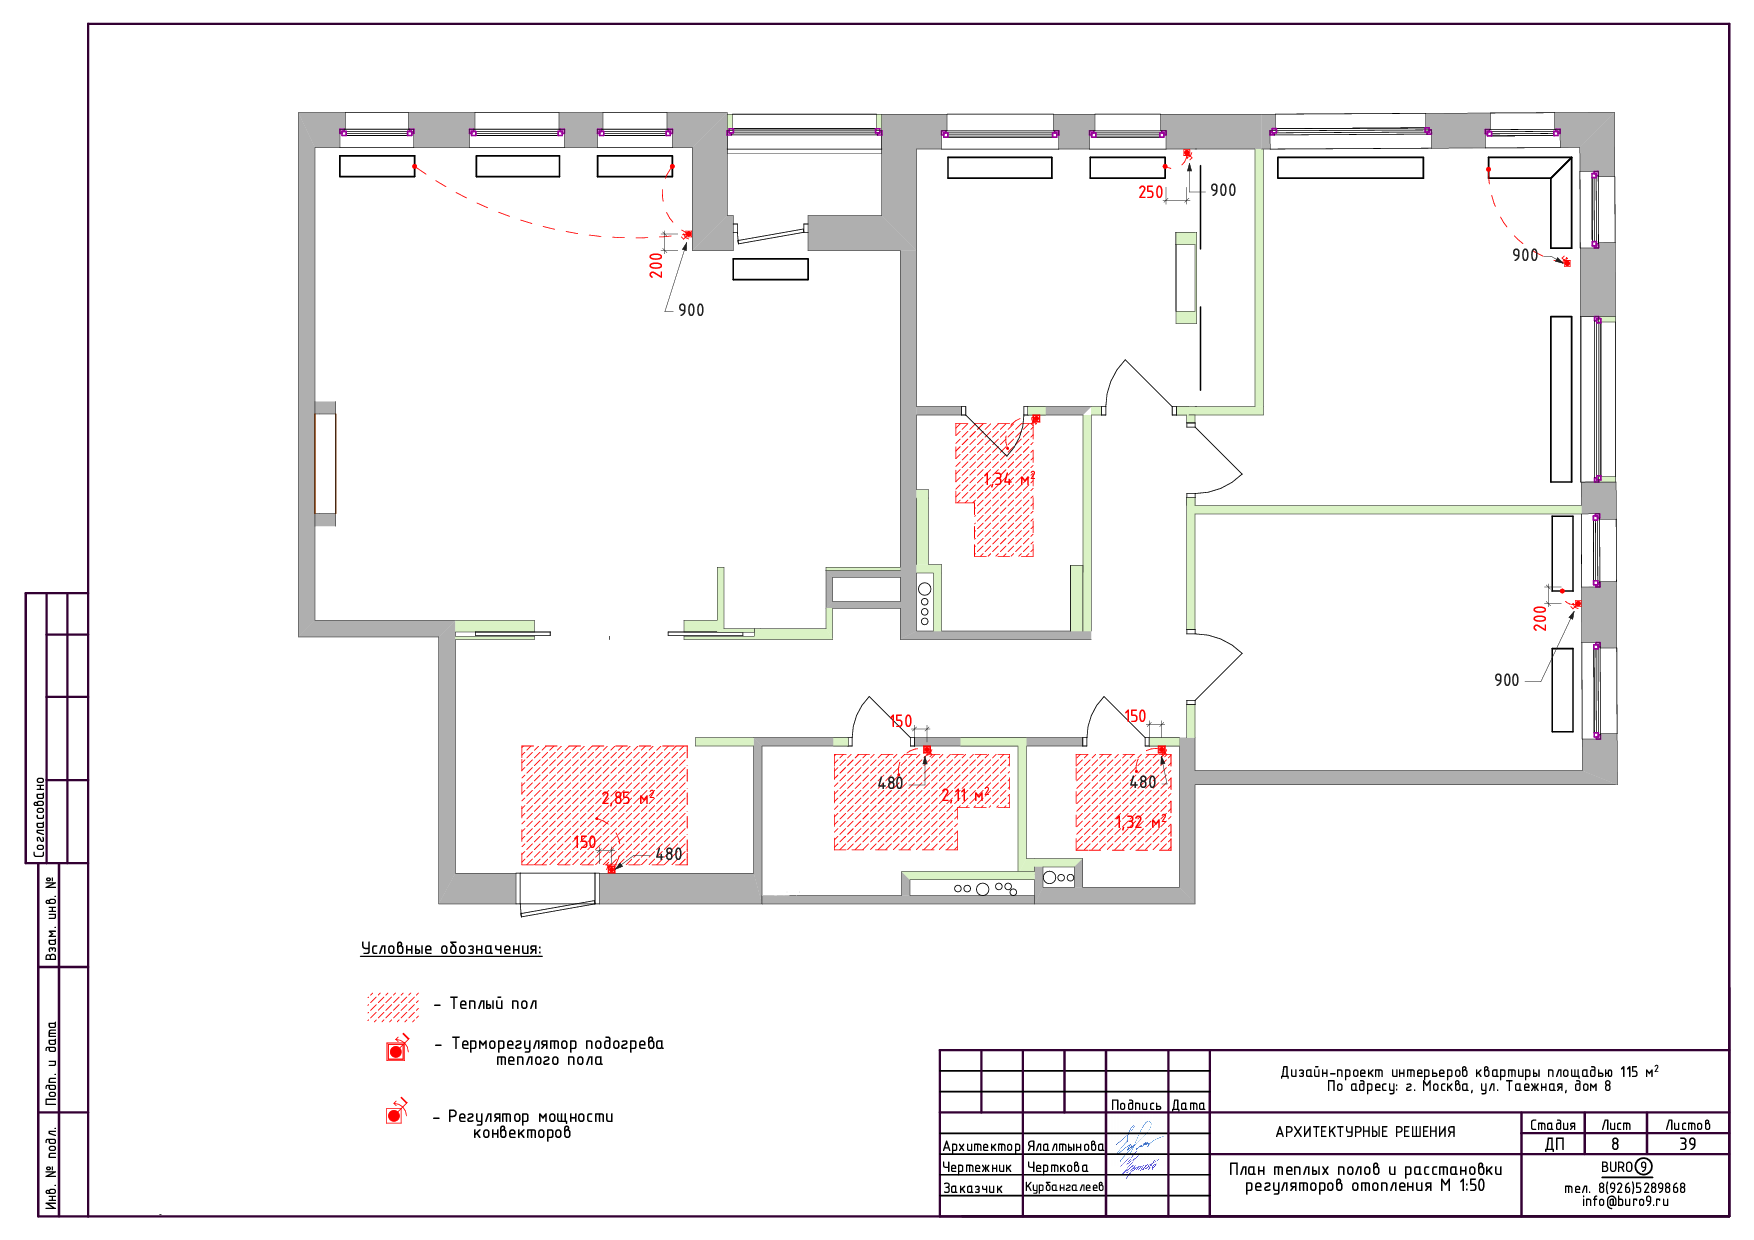 250
900
200
900
900
1,34 м²
200
900
150
150
480
2,11 м²
480
1,32 м²
2,85 м²
150
480
Условные обозначения:
- Теплый пол
- Терморегулятор подогрева
теплого пола
- Регулятор мощности
конвекторов
Согласовано
Взам. инв. №
Подп. и дата
Инв. № подл.
Дизайн-проект интерьеров квартиры площадью 115 м²
По адресу: г. Москва, ул. Таежная, дом 8
Подпись Дата
АРХИТЕКТУРНЫЕ РЕШЕНИЯ
Стадия Лист Листов
ДП 8 39
Архитектор Ялалтынова
Чертежник Черткова
Заказчик Курбангалеев
План теплых полов и расстановки
регуляторов отопления М 1:50
BURO 9
тел. 8(926)5289868
info@buro9.ru